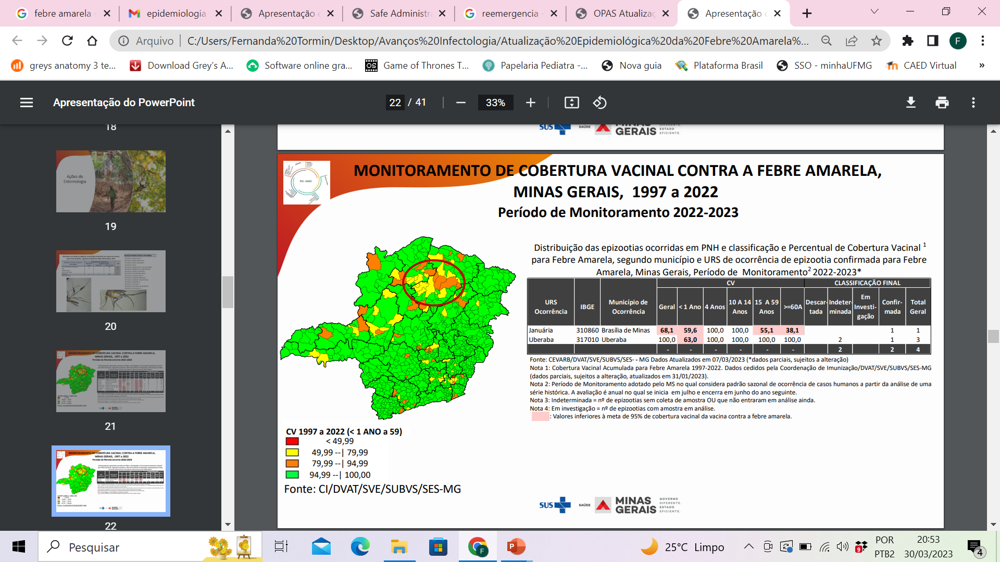 febre amarela -
epidemiologia
Apresentação d
Safe Administra
reemergencia -
OPAS Atualizaç
Apresentação d
Arquivo
C:/Users/Fernanda%20Tormin/Desktop/Avanços%20Infectologia/Atualização%20Epidemiológica%20da%20Febre%20Amarela%...
F
greys anatomy 3 te...
Download Grey's A...
Software online gra...
Game of Thrones T...
Papelaria Pediatra -...
Nova guia
Plataforma Brasil
SSO - minhaUFMG
CAED Virtual
»
Apresentação do PowerPoint
22 / 41
33%
18
Ações de
Entomologia
19
20
21
22
SUS
SAÚDE
MINAS
GERAIS
DIFERENTE.
ESTADO
EFICIENTE.
PEC ARBO
MONITORAMENTO DE COBERTURA VACINAL CONTRA A FEBRE AMARELA,
MINAS GERAIS, 1997 a 2022
Período de Monitoramento 2022-2023
Distribuição das epizootias ocorridas em PNH e classificação e Percentual de Cobertura Vacinal 1
para Febre Amarela, segundo município e URS de ocorrência de epizootia confirmada para Febre
Amarela, Minas Gerais, Período de Monitoramento2 2022-2023*
CV CLASSIFICAÇÃO FINAL
URS Ocorrência IBGE Município de Ocorrência Geral < 1 Ano 4 Anos 10 A 14 Anos 15 A 59 Anos >=60A Descar-tada Indeter-minada Em Investi-gação Confir-mada Total Geral
Januária 310860 Brasília de Minas 68,1 59,6 100,0 100,0 55,1 38,1 1 1
Uberaba 317010 Uberaba 100,0 63,0 100,0 100,0 100,0 100,0 2 1 3
- - - - - - 2 2 4
Fonte: CEVARB/DVAT/SVE/SUBVS/SES- - MG Dados Atualizados em 07/03/2023 (*dados parciais, sujeitos a alteração)
Nota 1: Cobertura Vacinal Acumulada para Febre Amarela 1997-2022. Dados cedidos pela Coordenação de Imunização/DVAT/SVE/SUBVS/SES-MG
(dados parciais, sujeitos a alteração, atualizados em 31/01/2023).
Nota 2: Período de Monitoramento adotado pelo MS no qual considera padrão sazonal de ocorrência de casos humanos a partir da análise de uma
série histórica. A avaliação é anual no qual se inicia em julho e encerra em junho do ano seguinte.
Nota 3: Indeterminada = nº de epizootias sem coleta de amostra OU que não entraram em análise ainda.
Nota 4: Em investigação = nº de epizootias com amostra em análise.
: Valores inferiores à meta de 95% de cobertura vacinal da vacina contra a febre amarela.
CV 1997 a 2022 (< 1 ANO a 59)
< 49,99
49,99 --| 79,99
79,99 --| 94,99
94,99 --| 100,00
Fonte: CI/DVAT/SVE/SUBVS/SES-MG
SUS
SAÚDE
MINAS
GERAIS
GOVERNO
DIFERENTE.
ESTADO
EFICIENTE.
Pesquisar
25°C Limpo
9
POR
PTB2
20:53
30/03/2023
4